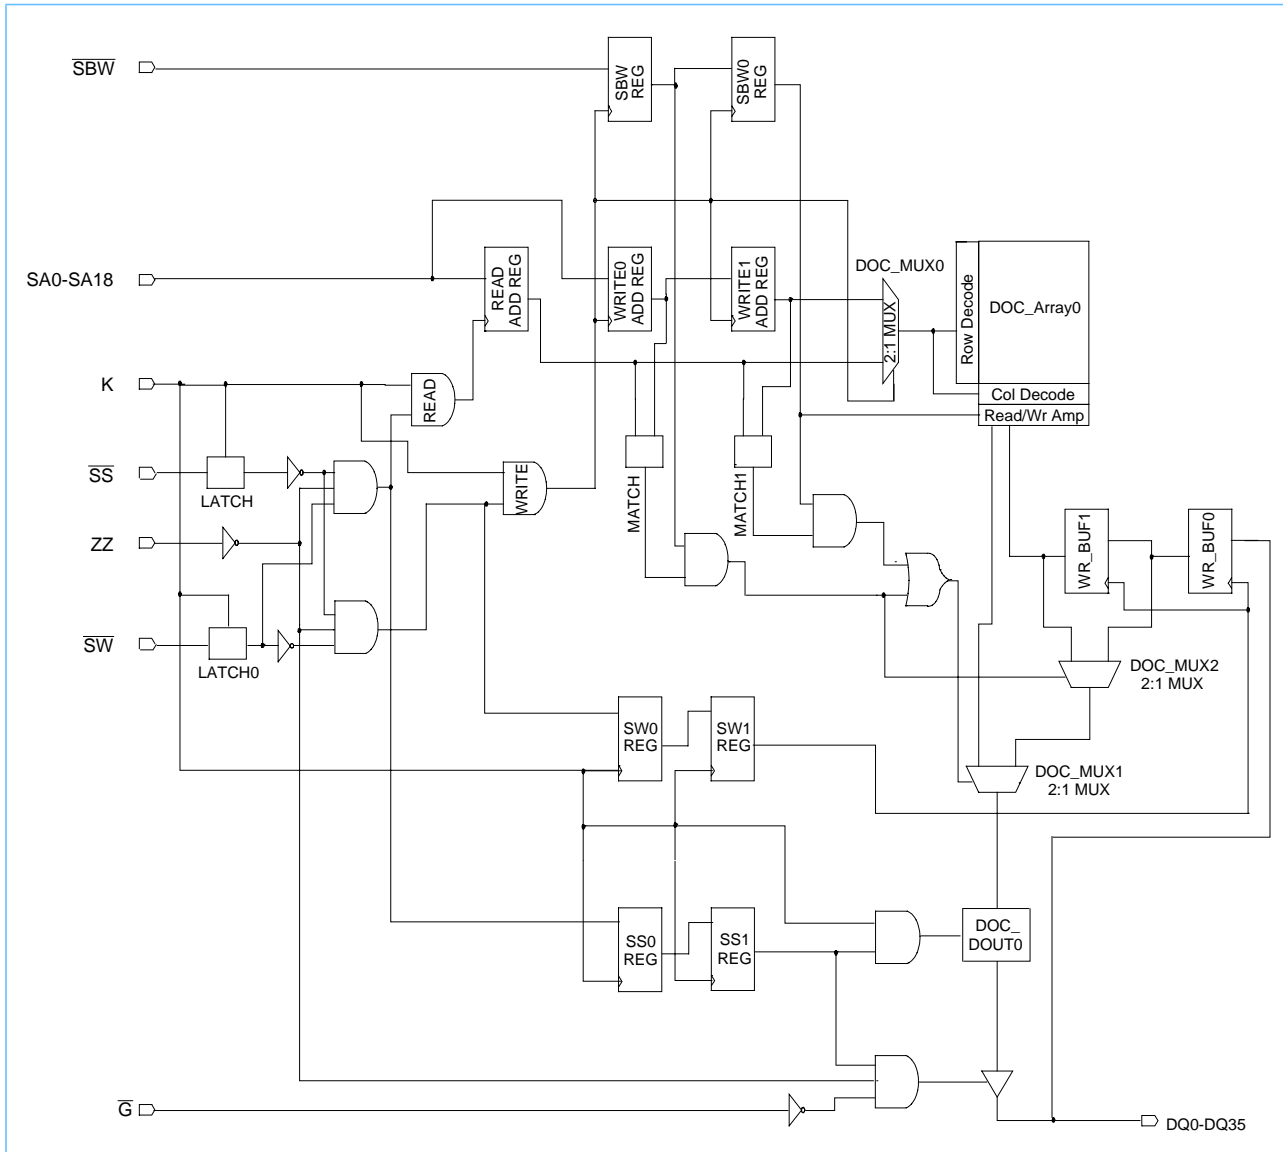 SBW
SBW
REG
SBW0
REG
SA0-SA18
READ
ADD REG
WRITE0
ADD REG
WRITE1
ADD REG
DOC_MUX0
2:1 MUX
Row Decode
DOC_Array0
Col Decode
Read/Wr Amp
K
READ
SS
LATCH
WRITE
MATCH
MATCH1
ZZ
WR_BUF1
WR_BUF0
SW
LATCH0
DOC_MUX2
2:1 MUX
SW0
REG
SW1
REG
DOC_MUX1
2:1 MUX
SS0
REG
SS1
REG
DOC_
DOUT0
G
DQ0-DQ35